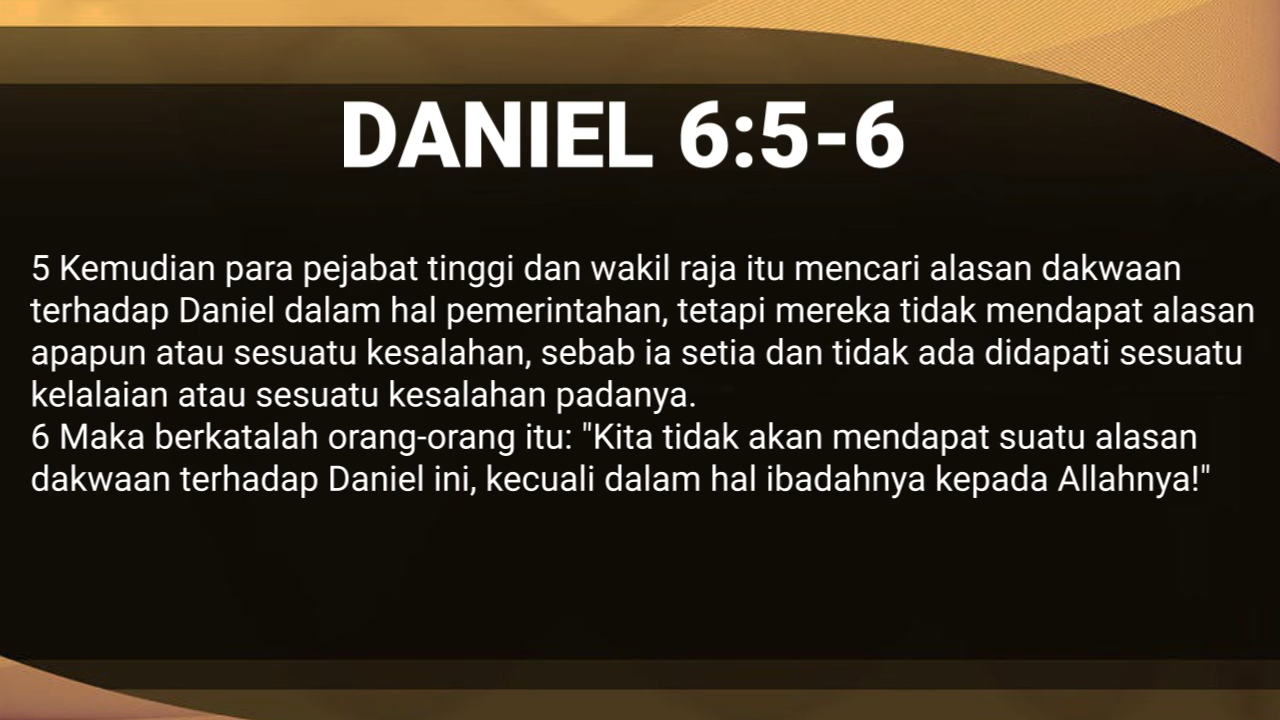 DANIEL 6:5-6
5 Kemudian para pejabat tinggi dan wakil raja itu mencari alasan dakwaan
terhadap Daniel dalam hal pemerintahan, tetapi mereka tidak mendapat alasan
apapun atau sesuatu kesalahan, sebab ia setia dan tidak ada didapati sesuatu
kelalaian atau sesuatu kesalahan padanya.
6 Maka berkatalah orang-orang itu: "Kita tidak akan mendapat suatu alasan
dakwaan terhadap Daniel ini, kecuali dalam hal ibadahnya kepada Allahnya!"